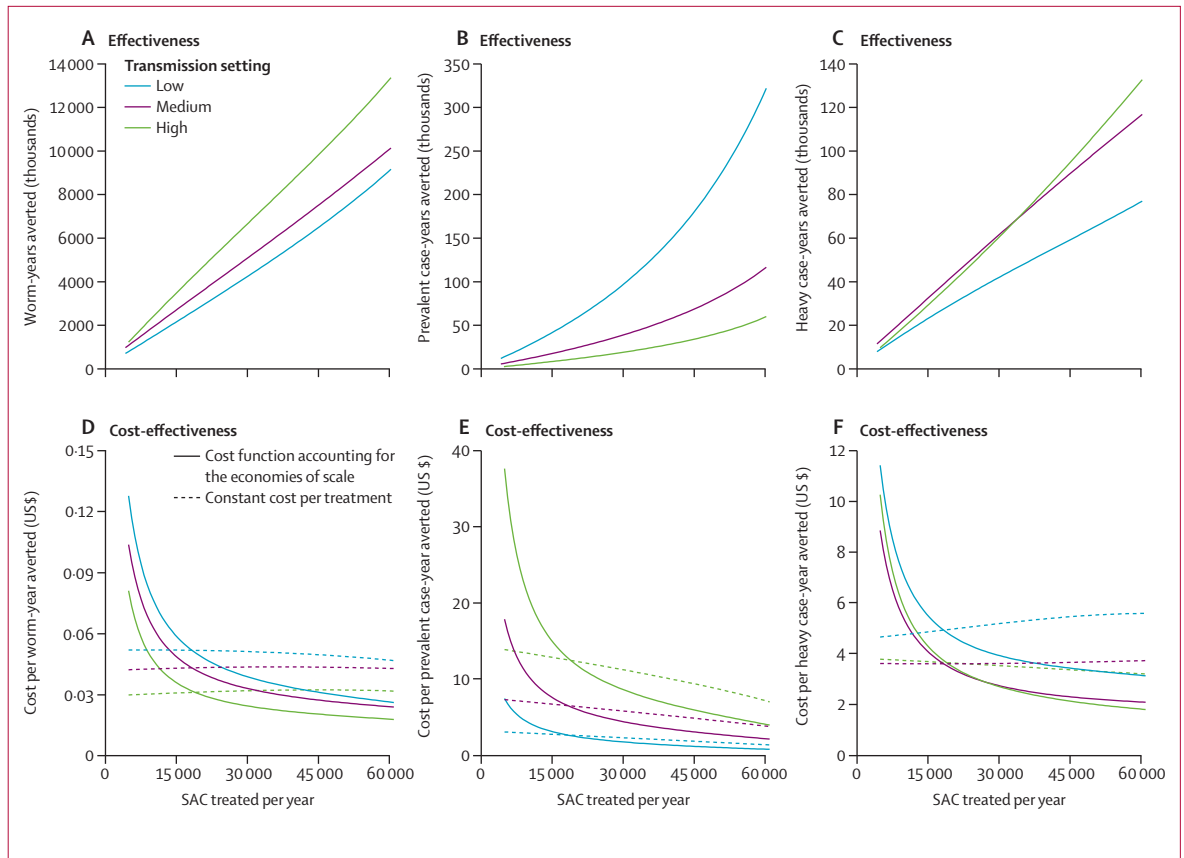 A Effectiveness
Transmission setting
Low
Medium
High
14 000
12 000
10 000
8000
6000
4000
2000
0
Worm-years averted (thousands)
B Effectiveness
350
300
250
200
150
100
50
0
Prevalent case-years averted (thousands)
C Effectiveness
140
120
100
80
60
40
20
0
Heavy case-years averted (thousands)
D Cost-effectiveness
Cost function accounting for
the economies of scale
Constant cost per treatment
0·15
0·12
0·09
0·06
0·03
0
Cost per worm-year averted (US$)
0 15 000 30 000 45 000 60 000
SAC treated per year
E Cost-effectiveness
40
30
20
10
0
Cost per prevalent case-year averted (US $)
0 15 000 30 000 45 000 60 000
SAC treated per year
F Cost-effectiveness
12
10
8
6
4
2
0
Cost per heavy case-year averted (US $)
0 15 000 30 000 45 000 60 000
SAC treated per year